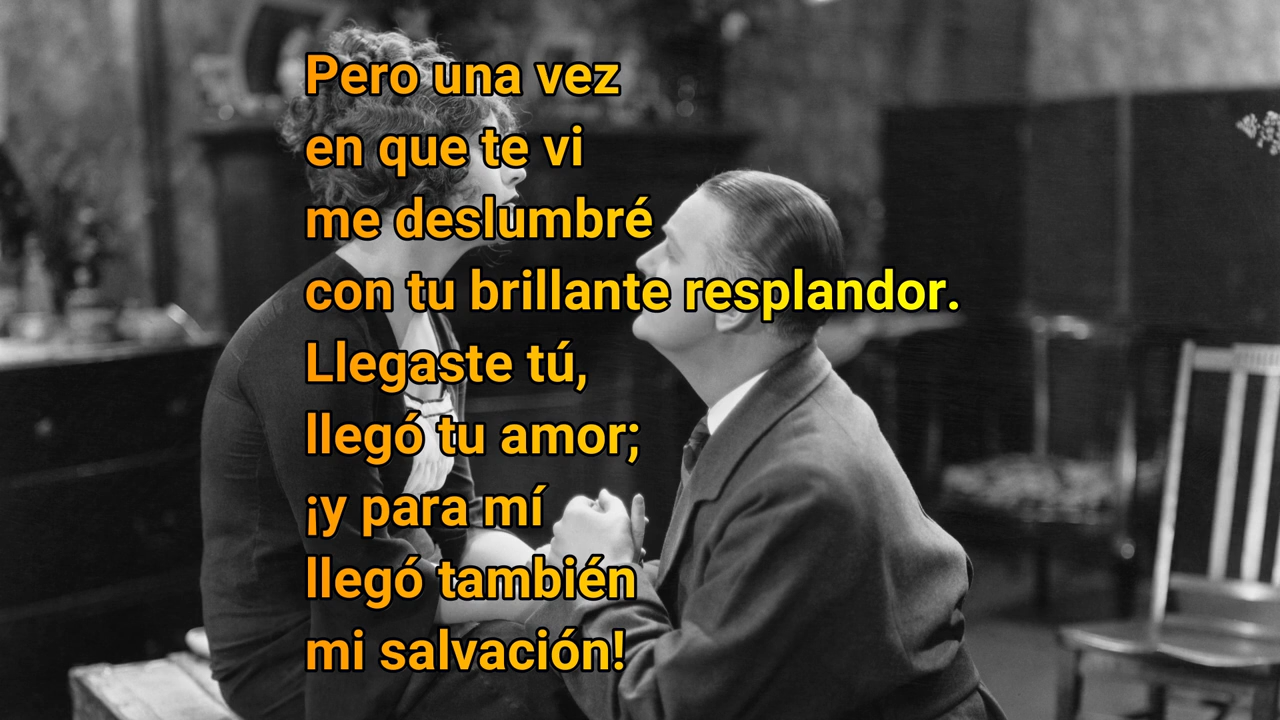 Pero una vez
en que te vi
me deslumbré
con tu brillante resplandor.
Llegaste tú,
llegó tu amor;
¡y para mí
llegó también
mi salvación!